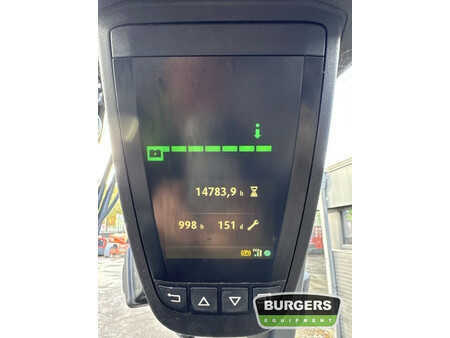 14783,9 h
998 h 151 d
BURGERS
EQUIPMENT